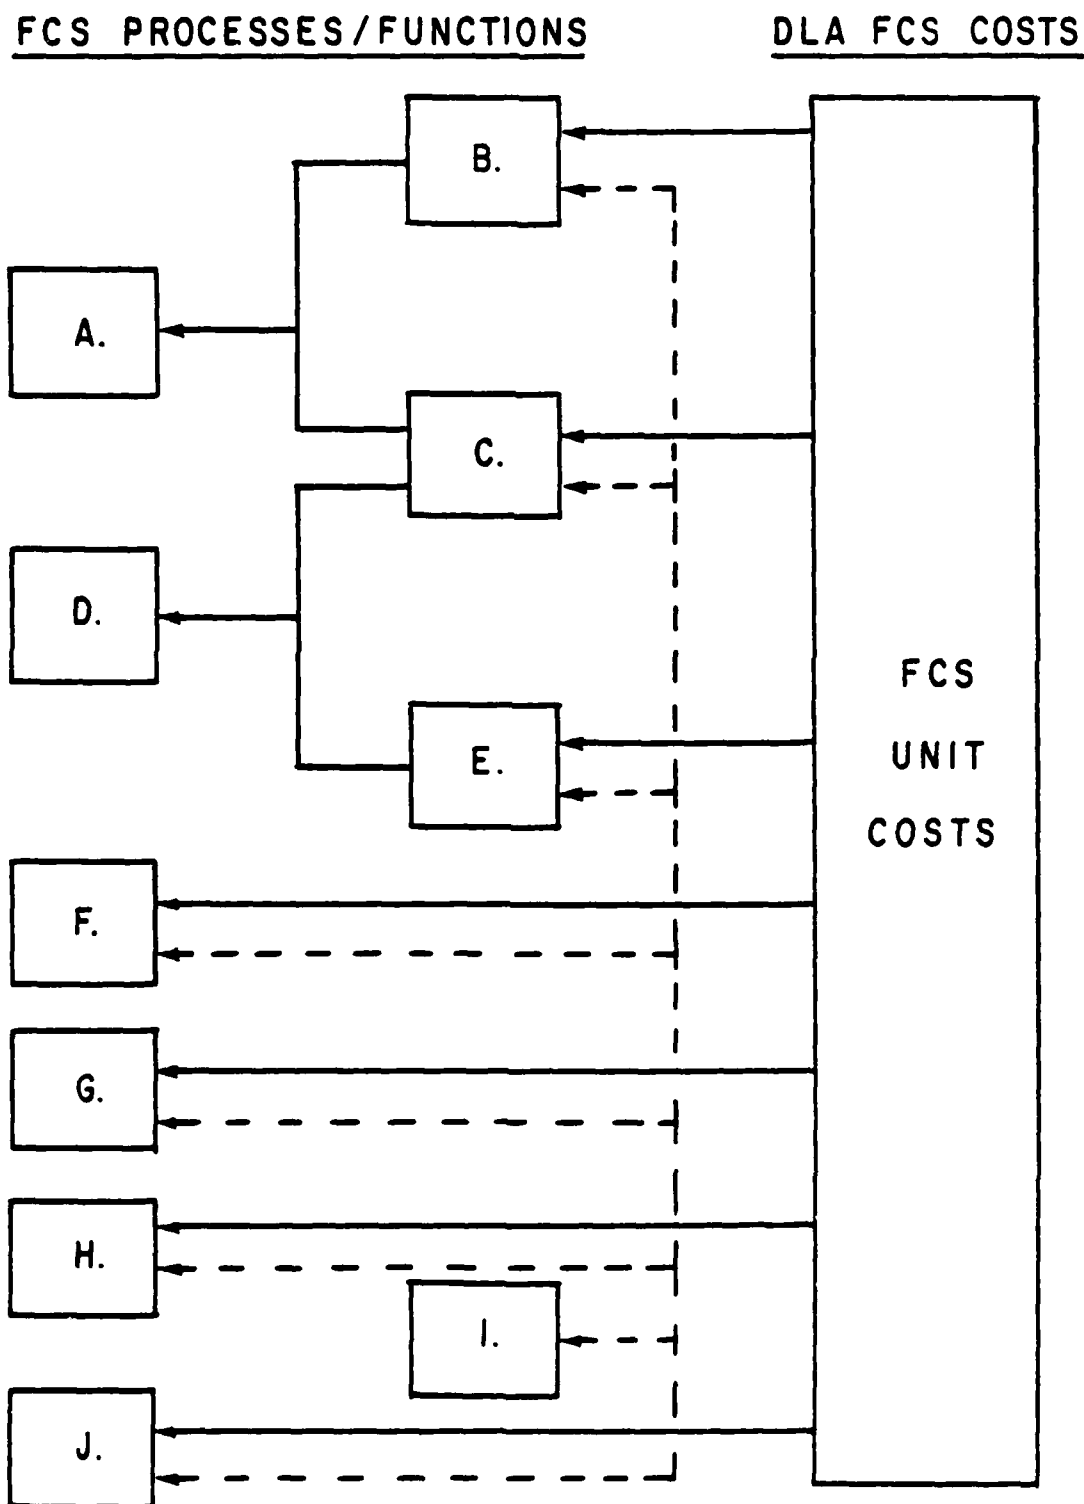 FCS PROCESSES/FUNCTIONS
DLA FCS COSTS
B.
A.
C.
D.
E.
FCS
UNIT
COSTS
F.
G.
H.
I.
J.